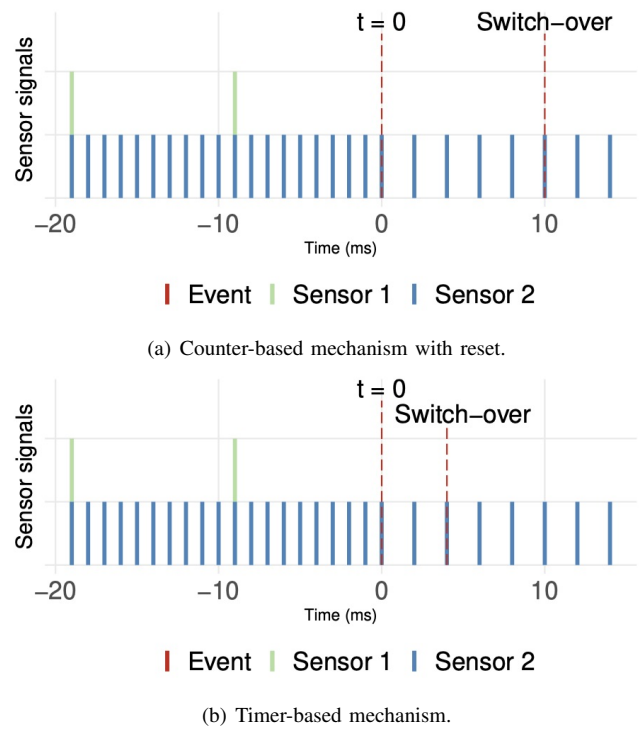 t = 0 Switch−over
Sensor signals
−20 −10 0 10
Time (ms)
Event Sensor 1 Sensor 2
(a) Counter-based mechanism with reset.
t = 0
Switch−over
Sensor signals
−20 −10 0 10
Time (ms)
Event Sensor 1 Sensor 2
(b) Timer-based mechanism.